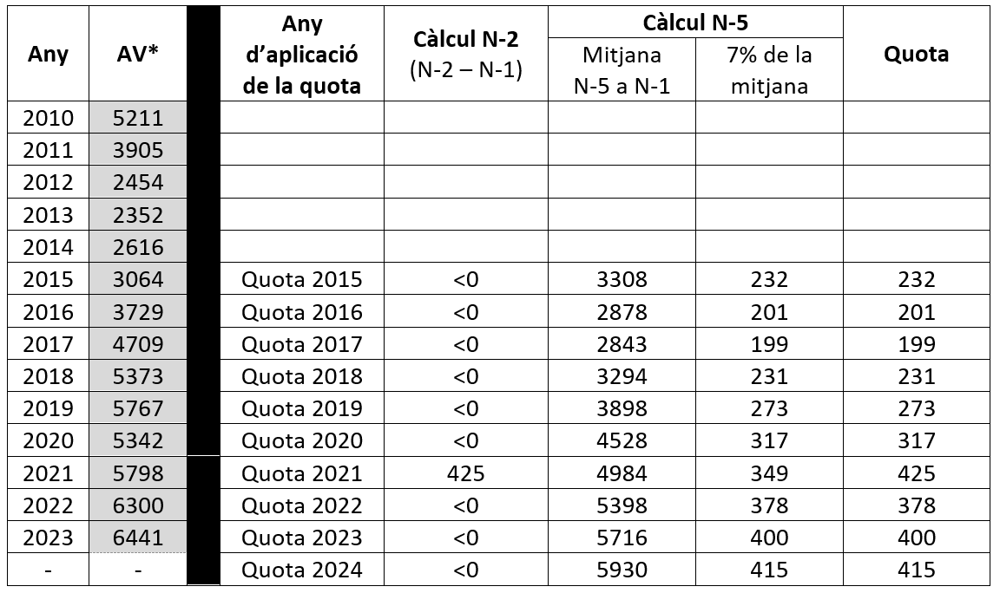 Any AV* Any d’aplicació de la quota Càlcul N-2 (N-2 – N-1) Càlcul N-5 Mitjana N-5 a N-1 7% de la mitjana Quota
2010 5211
2011 3905
2012 2454
2013 2352
2014 2616
2015 3064 Quota 2015 <0 3308 232 232
2016 3729 Quota 2016 <0 2878 201 201
2017 4709 Quota 2017 <0 2843 199 199
2018 5373 Quota 2018 <0 3294 231 231
2019 5767 Quota 2019 <0 3898 273 273
2020 5342 Quota 2020 <0 4528 317 317
2021 5798 Quota 2021 425 4984 349 425
2022 6300 Quota 2022 <0 5398 378 378
2023 6441 Quota 2023 <0 5716 400 400
- - Quota 2024 <0 5930 415 415